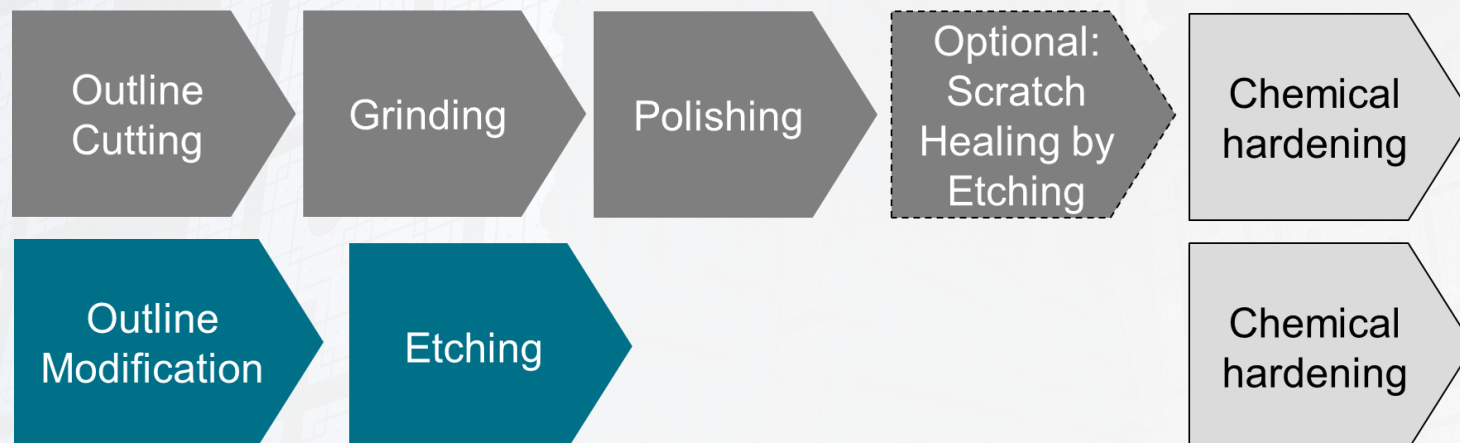 Outline
Cutting
Grinding
Polishing
Optional:
Scratch
Healing by
Etching
Chemical
hardening
Outline
Modification
Etching
Chemical
hardening